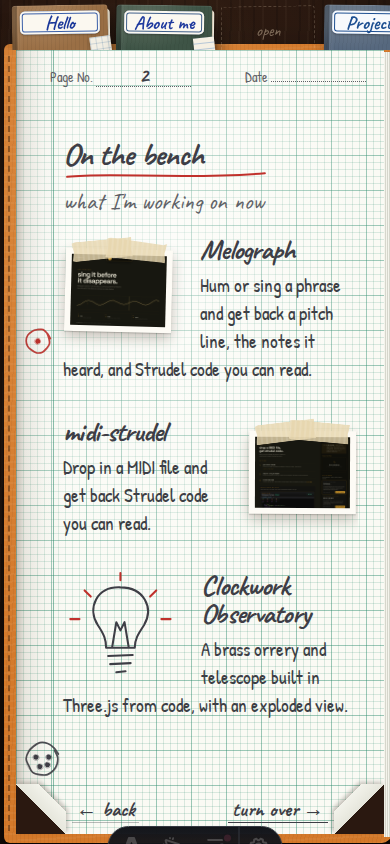 Hello
About me
open
Project
Page No. 2
Date
On the bench
what I'm working on now
Melograph
sing it before
it disappears.
Hum or sing a phrase
and get back a pitch
line, the notes it
heard, and Strudel code you can read.
midi-strudel
Drop in a MIDI file and
get back Strudel code
you can read.
Clockwork
Observatory
A brass orrery and
telescope built in
Three.js from code, with an exploded view.
← back
turn over →